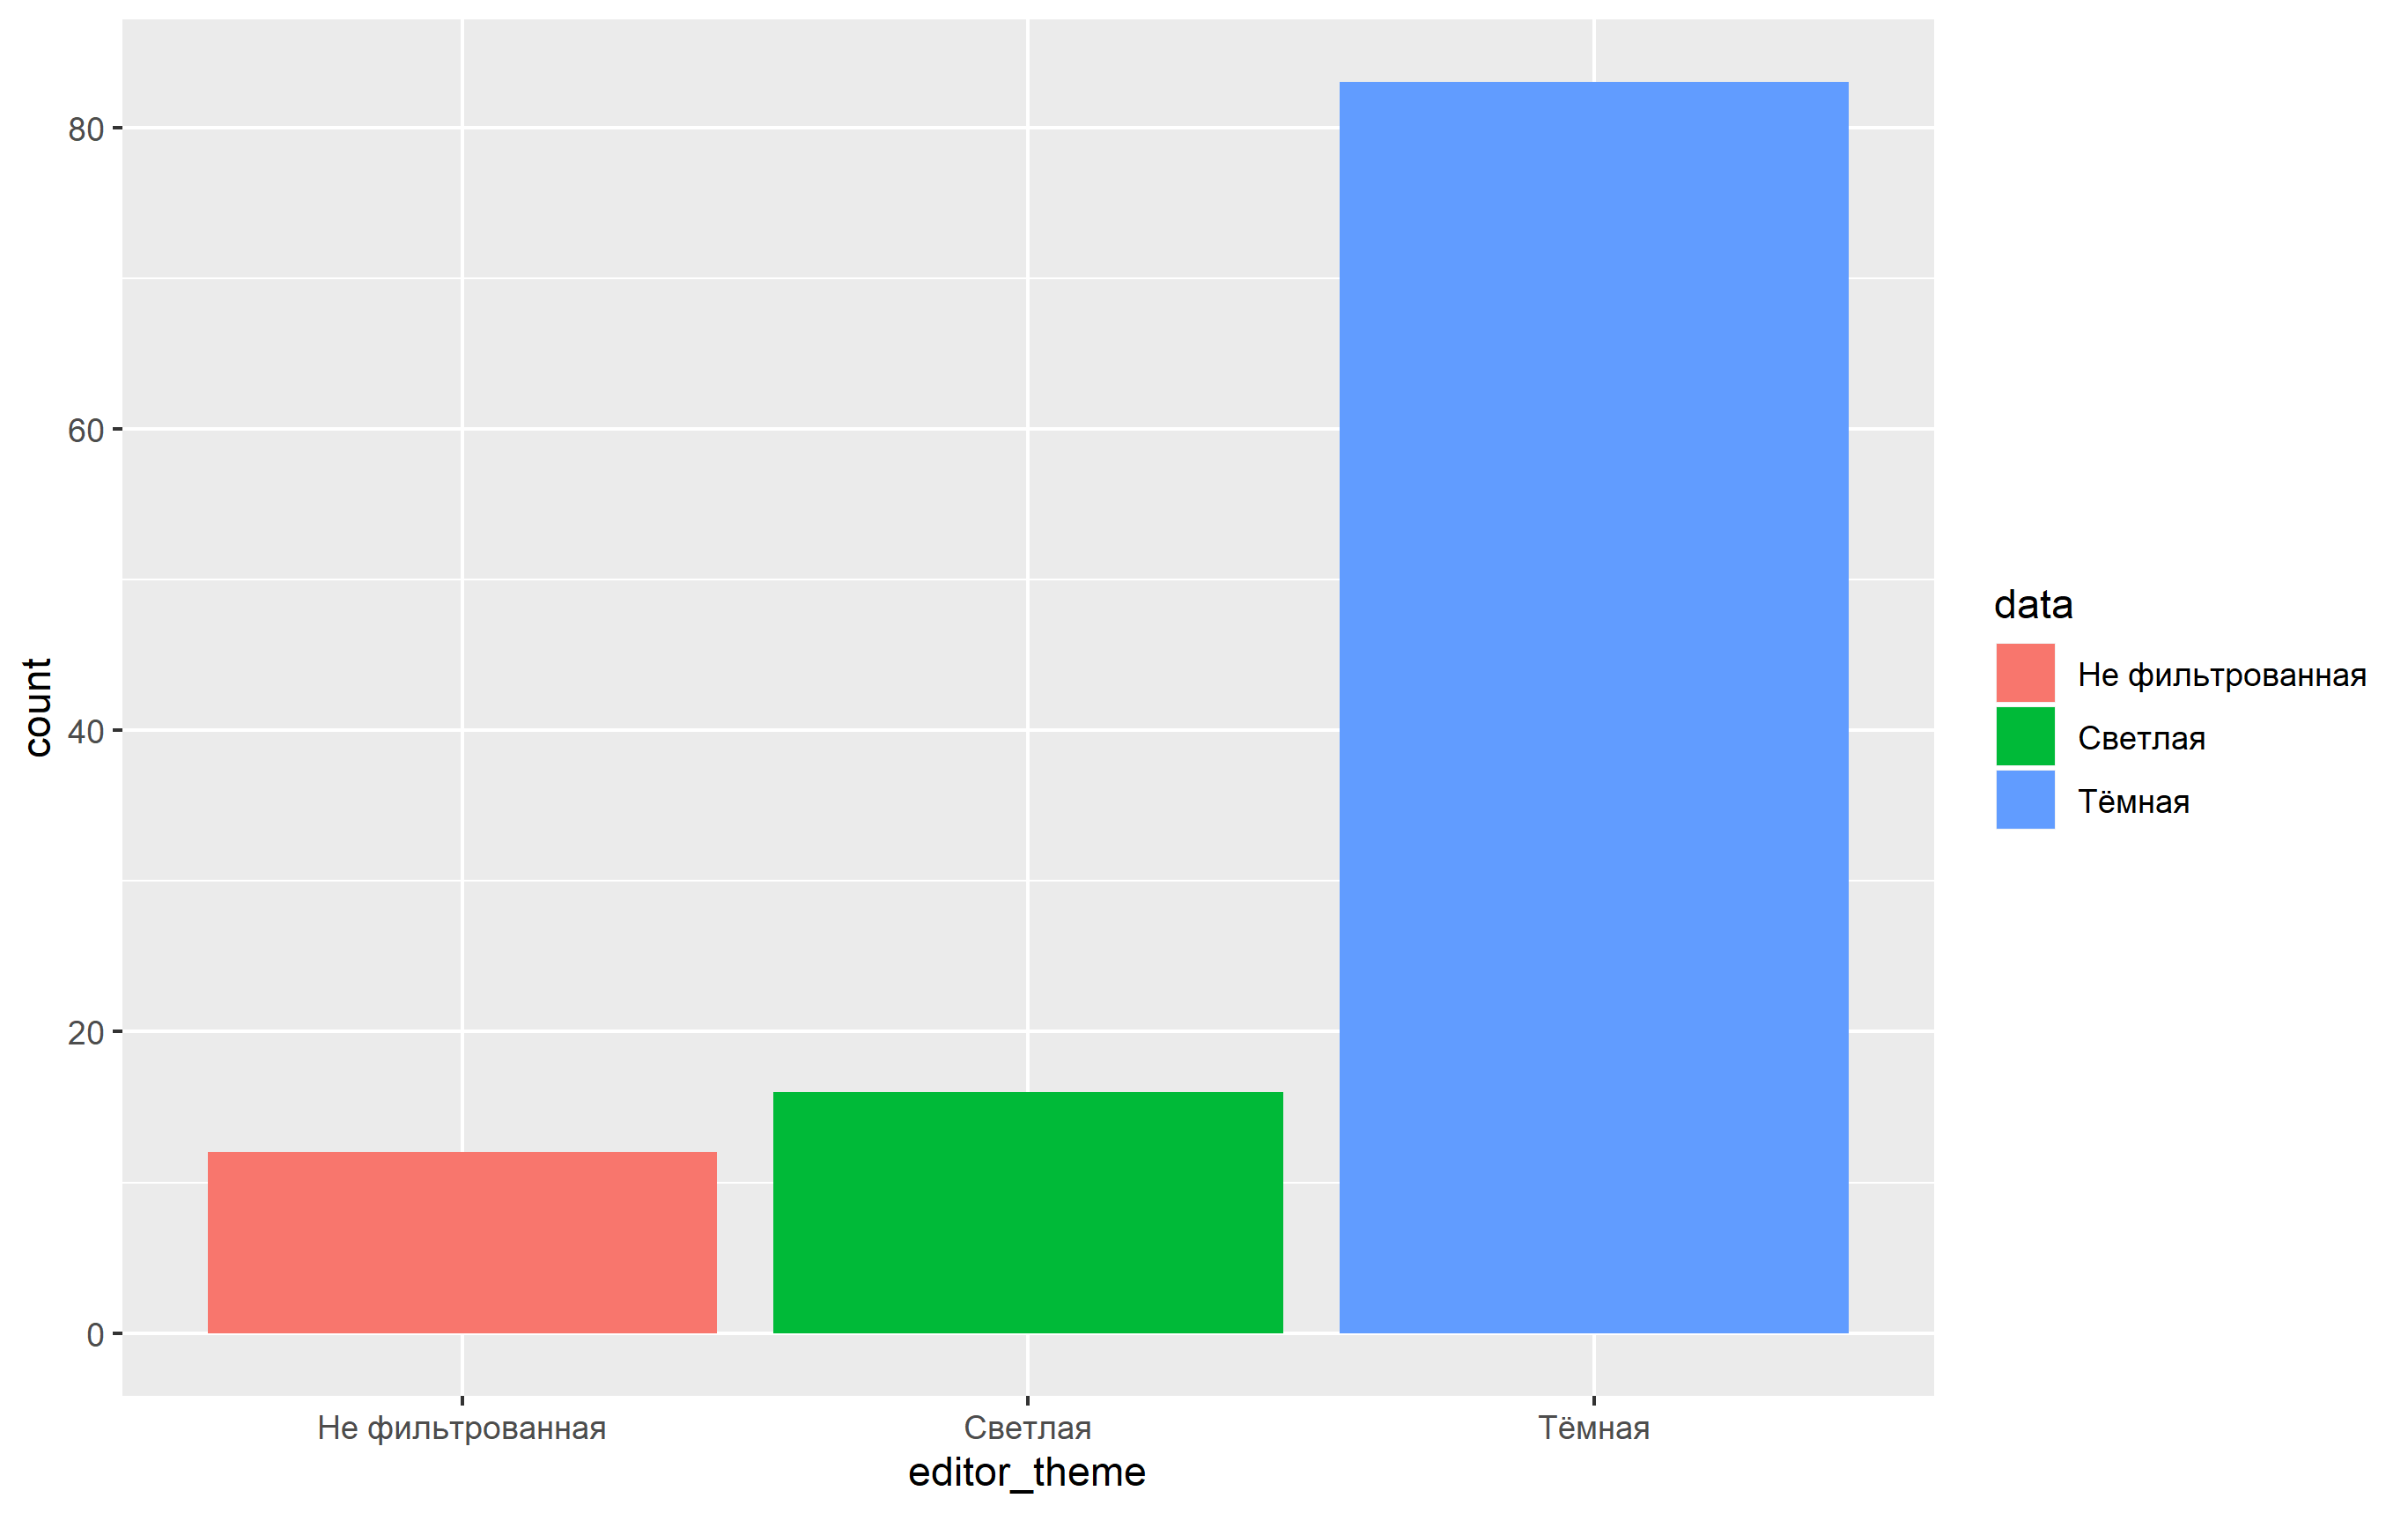 count
80
60
40
20
0
Не фильтрованная
Светлая
Тёмная
editor_theme
data
Не фильтрованная
Светлая
Тёмная